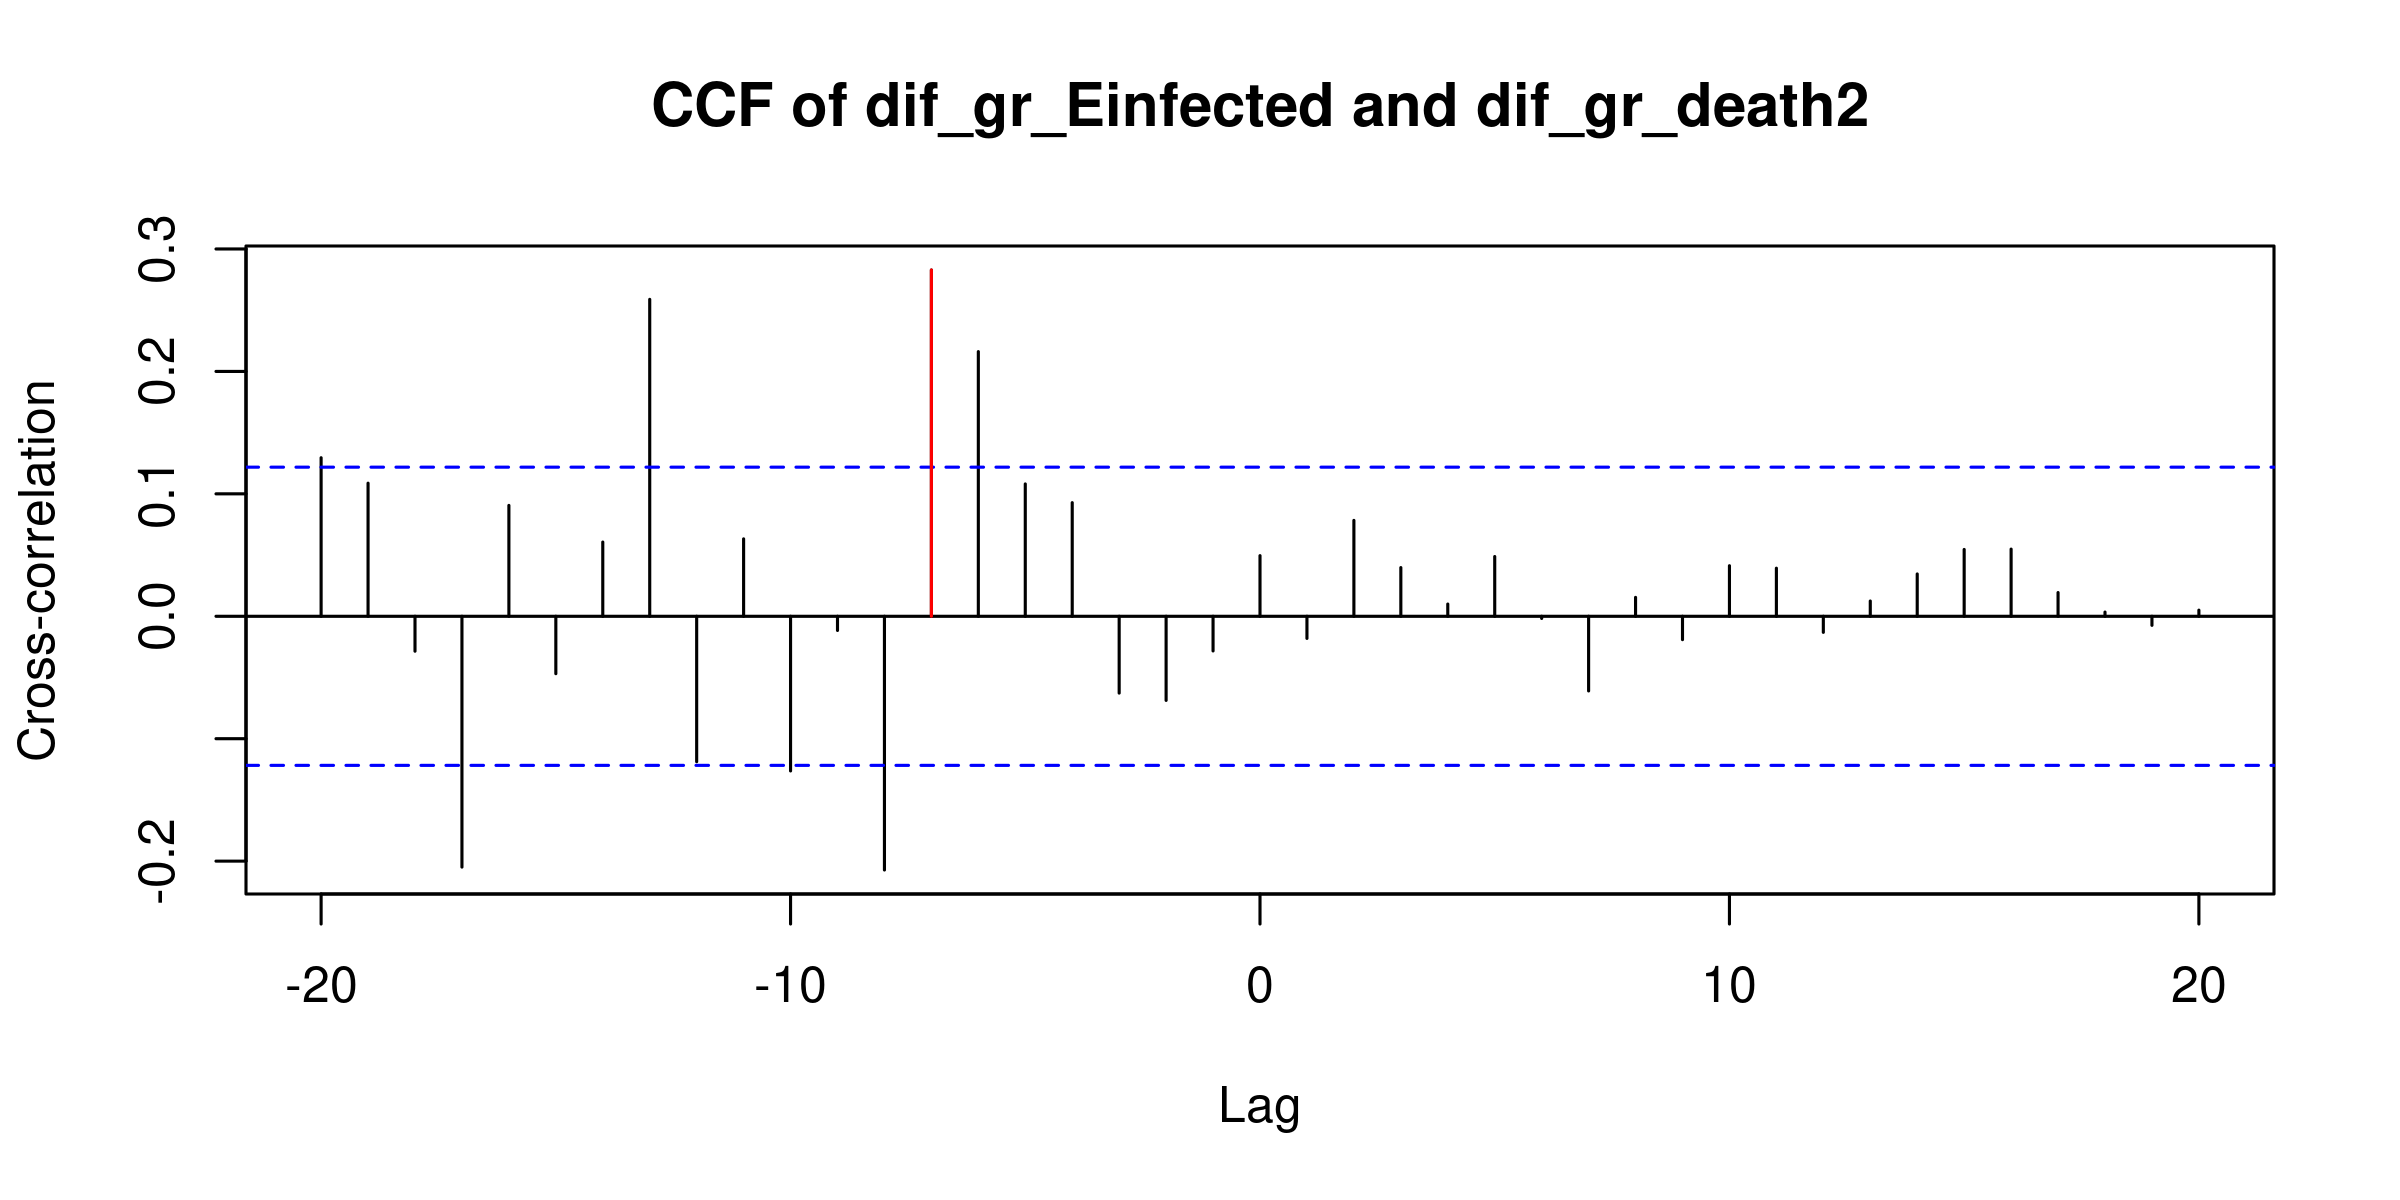 CCF of dif_gr_Einfected and dif_gr_death2
Cross-correlation
0.3
0.2
0.1
0.0
-0.2
-20 -10 0 10 20
Lag